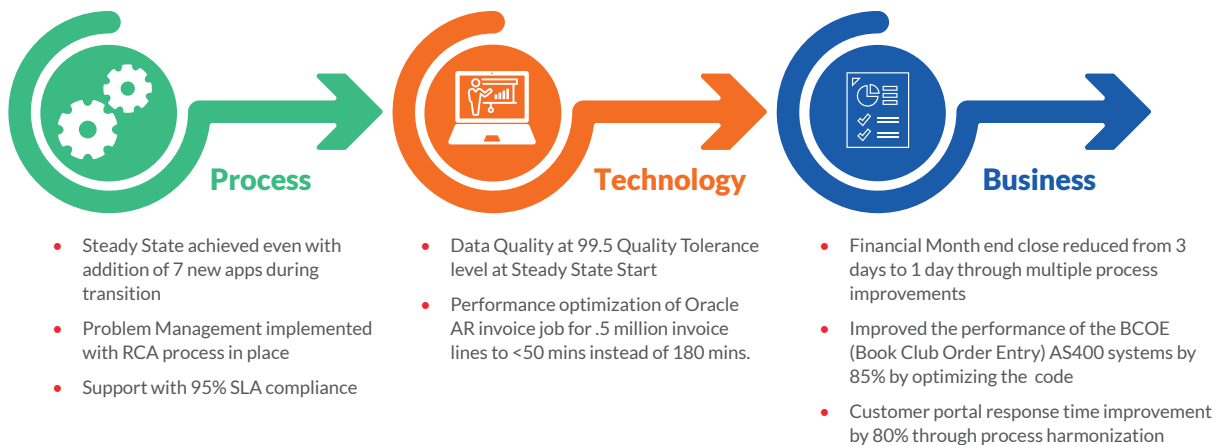 Process
• Steady State achieved even with
addition of 7 new apps during
transition
• Problem Management implemented
with RCA process in place
• Support with 95% SLA compliance
Technology
• Data Quality at 99.5 Quality Tolerance
level at Steady State Start
• Performance optimization of Oracle
AR invoice job for .5 million invoice
lines to <50 mins instead of 180 mins.
Business
• Financial Month end close reduced from 3
days to 1 day through multiple process
improvements
• Improved the performance of the BCOE
(Book Club Order Entry) AS400 systems by
85% by optimizing the code
• Customer portal response time improvement
by 80% through process harmonization